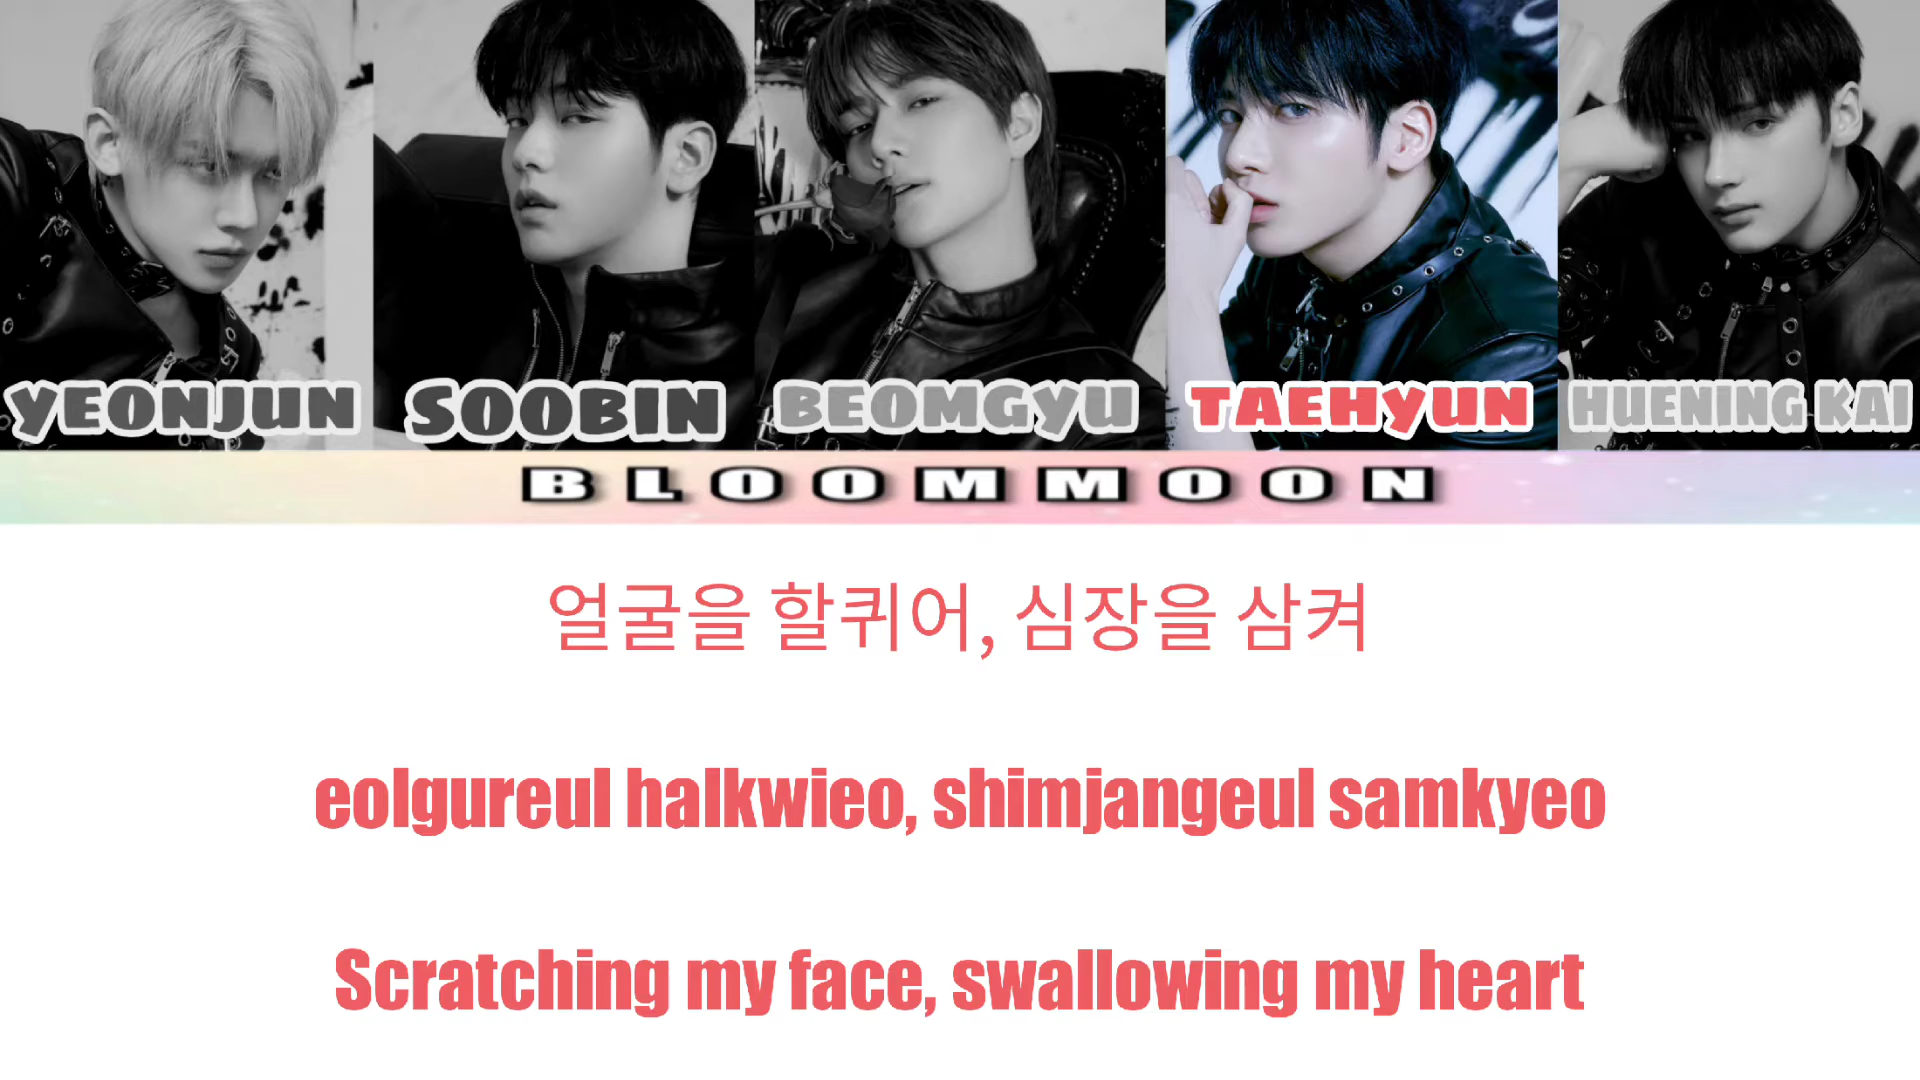 YEONJUN SOOBIN BEOMGYU TAEHYUN HUENING KAI
BLOOMMOON
얼굴을 할퀴어, 심장을 삼켜
eolgureul halkwieo, shimjangeul samkyeo
Scratching my face, swallowing my heart